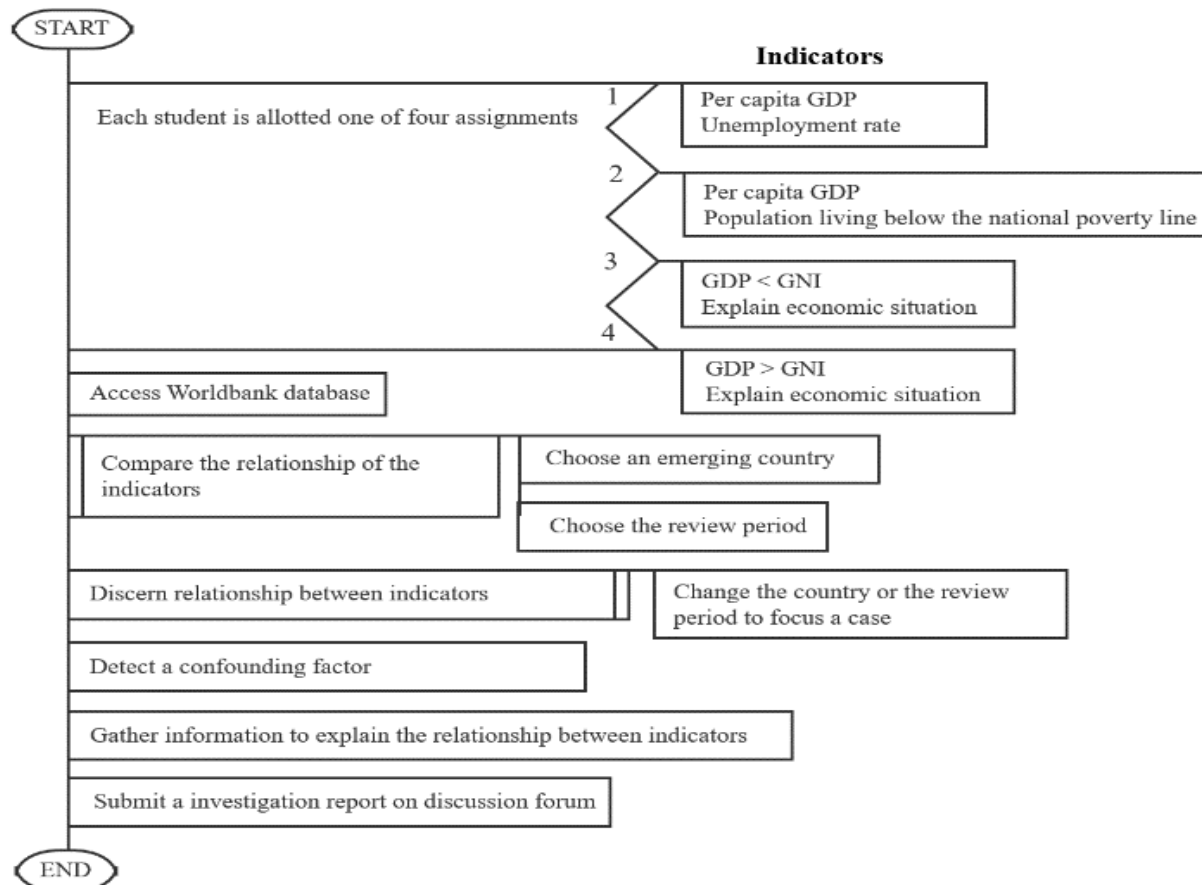 START
Indicators
Each student is allotted one of four assignments
1
Per capita GDP
Unemployment rate
2
Per capita GDP
Population living below the national poverty line
3
GDP < GNI
Explain economic situation
4
GDP > GNI
Explain economic situation
Access Worldbank database
Compare the relationship of the
indicators
Choose an emerging country
Choose the review period
Discern relationship between indicators
Change the country or the review
period to focus a case
Detect a confounding factor
Gather information to explain the relationship between indicators
Submit a investigation report on discussion forum
END